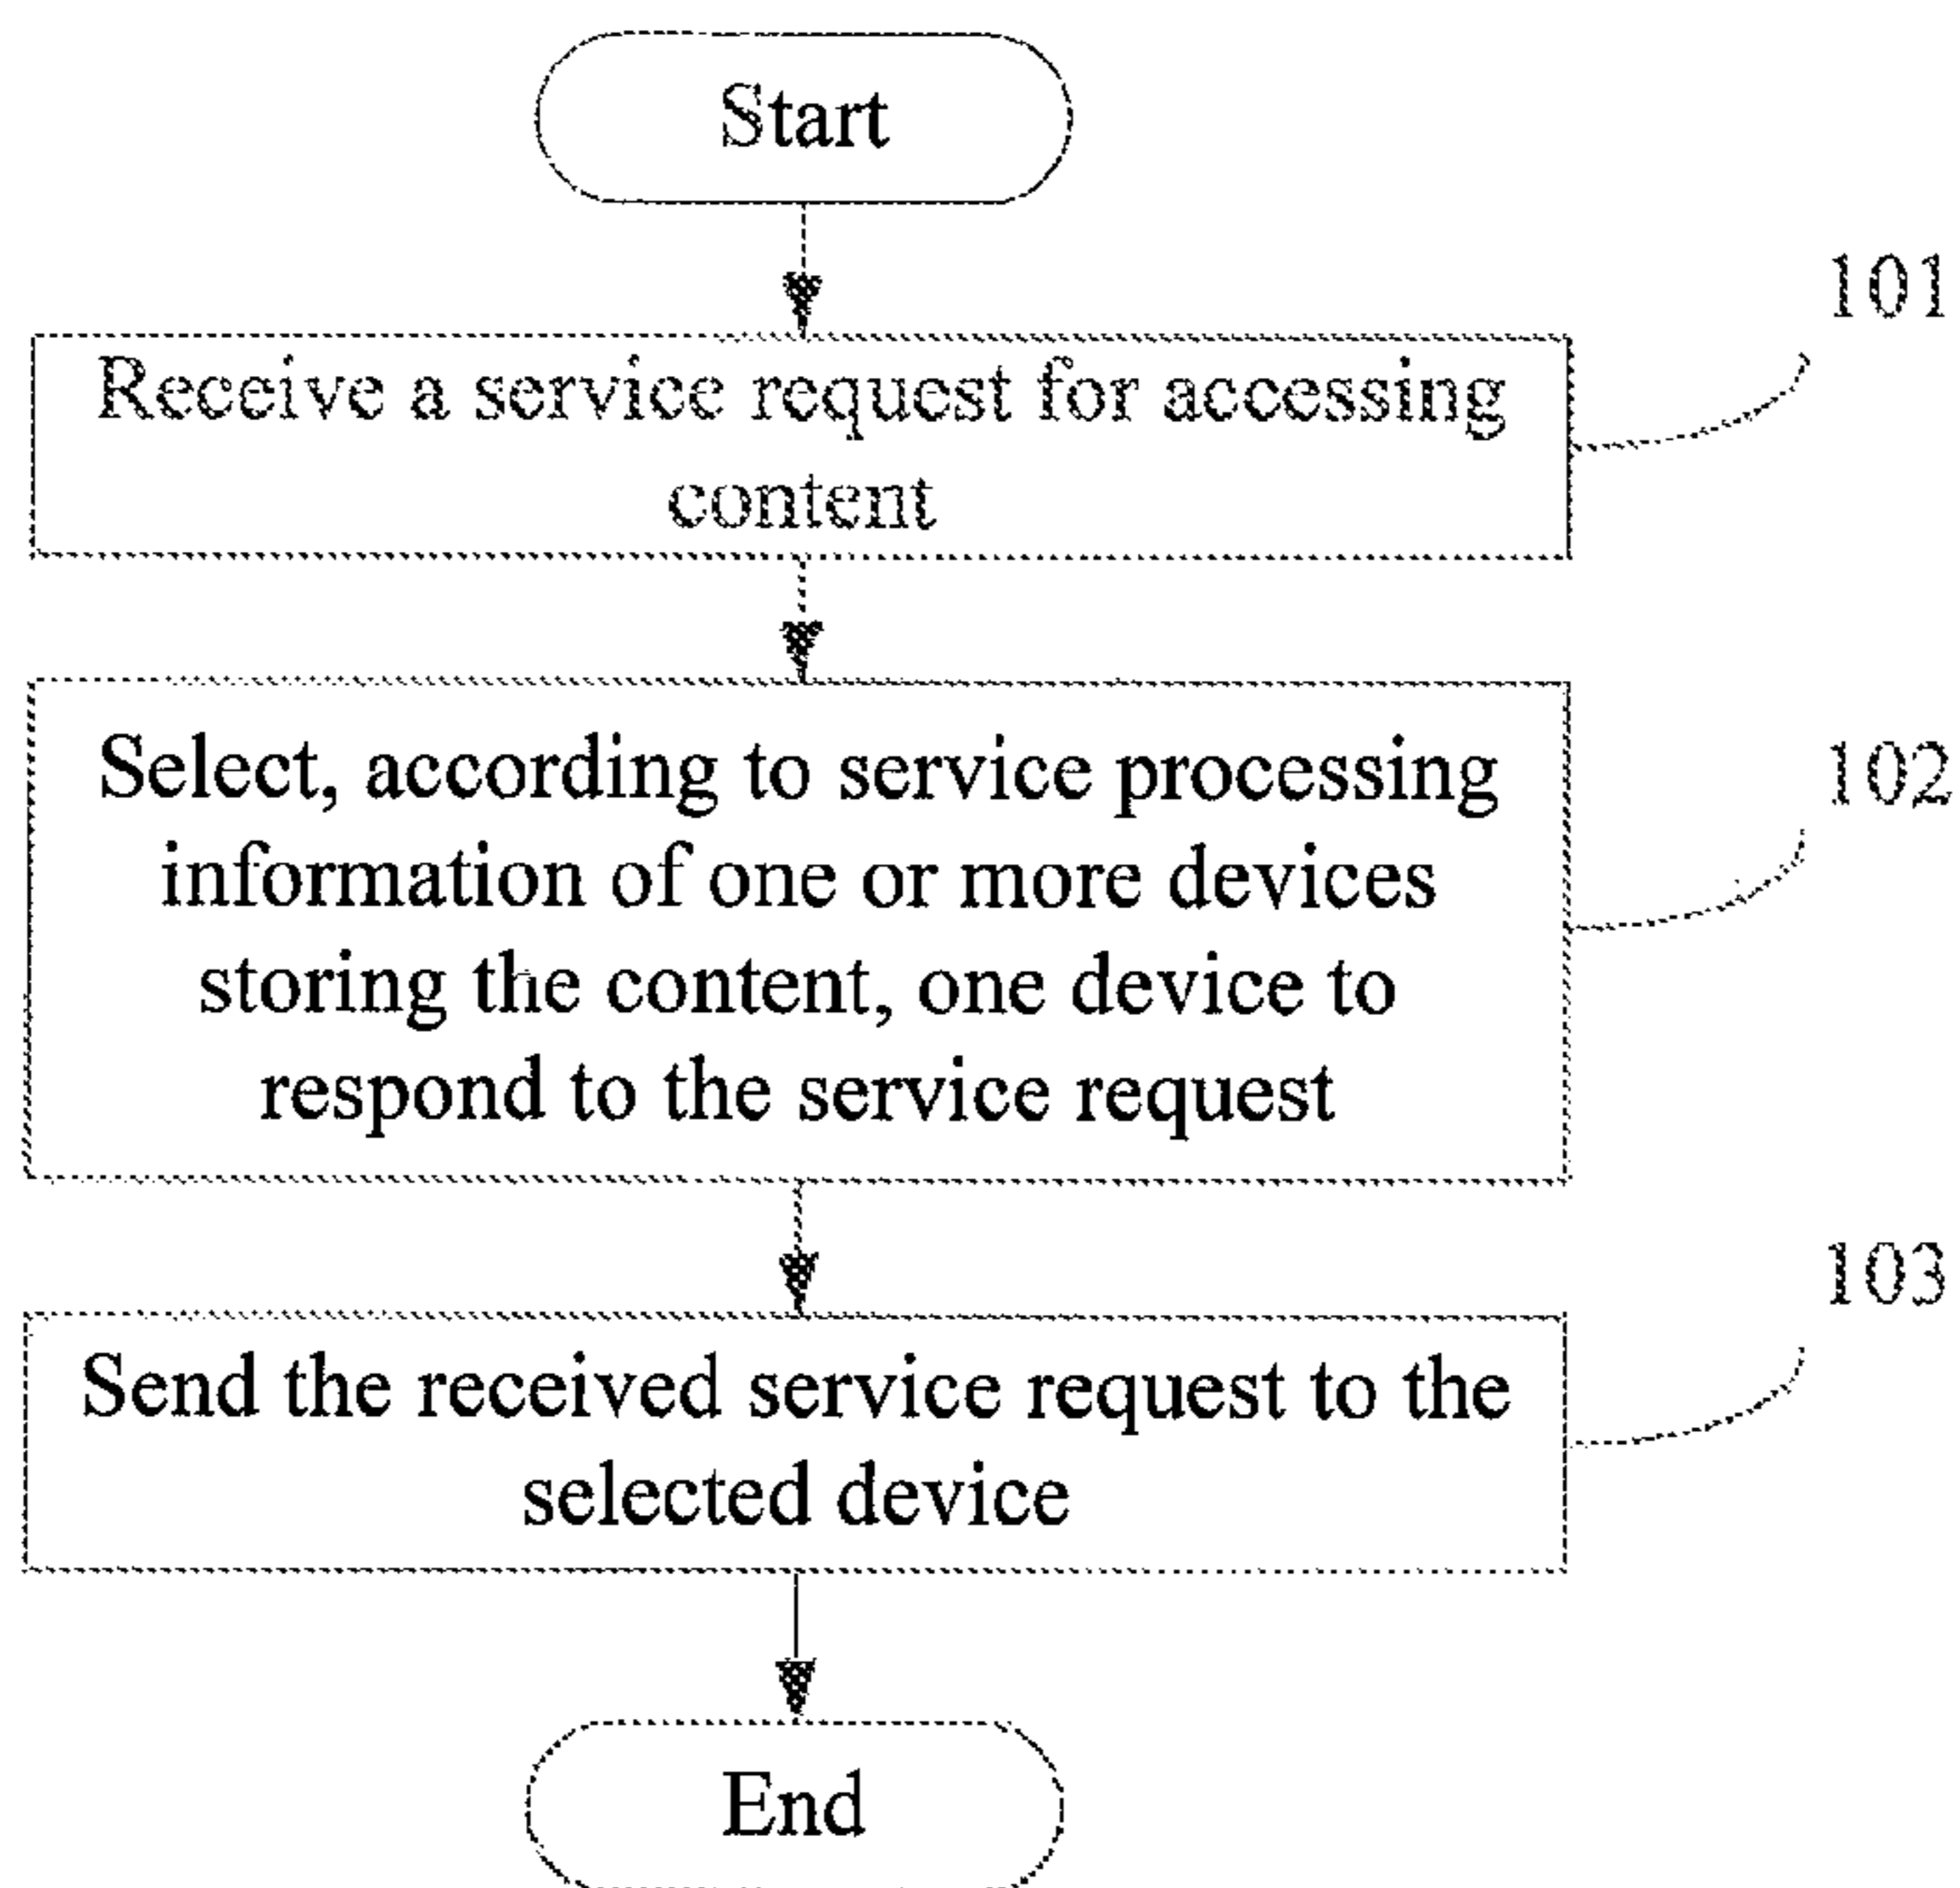 Start
101
Receive a service request for accessing
content
102
Select, according to service processing
information of one or more devices
storing the content, one device to
respond to the service request
103
Send the received service request to the
selected device
End